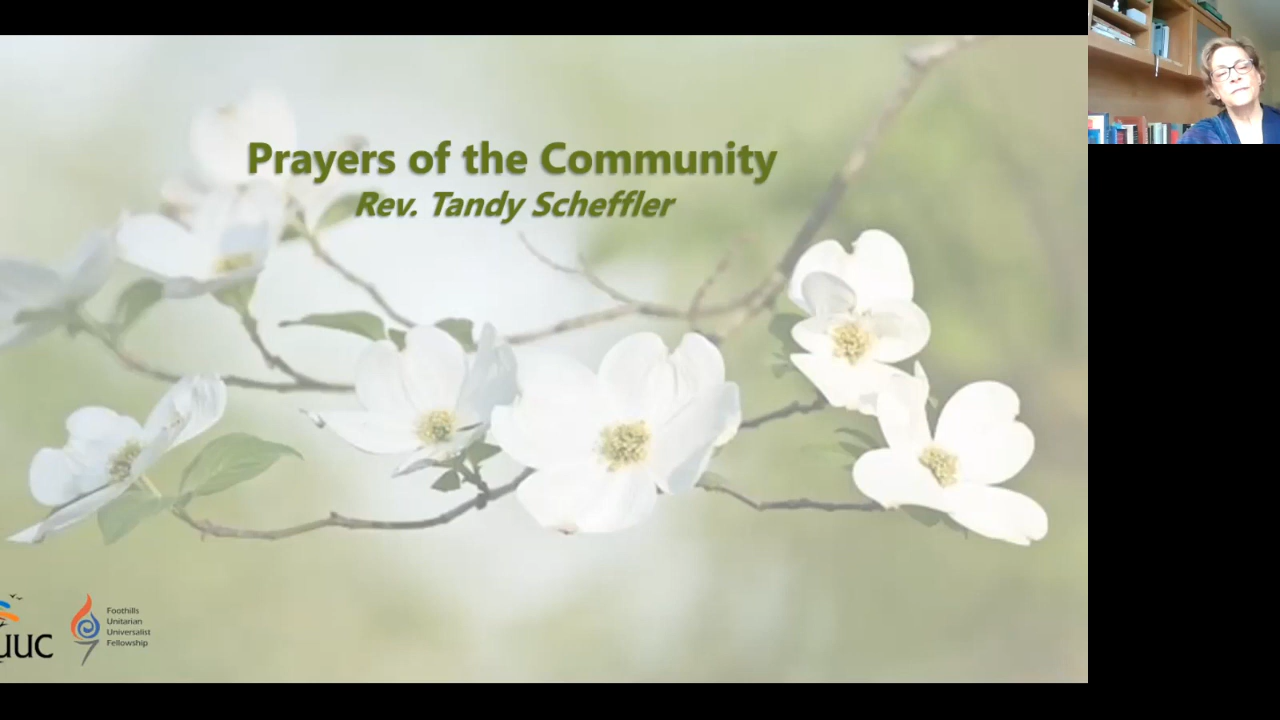 Prayers of the Community
Rev. Tandy Scheffler
uuc
Foothills
Unitarian
Universalist
Fellowship